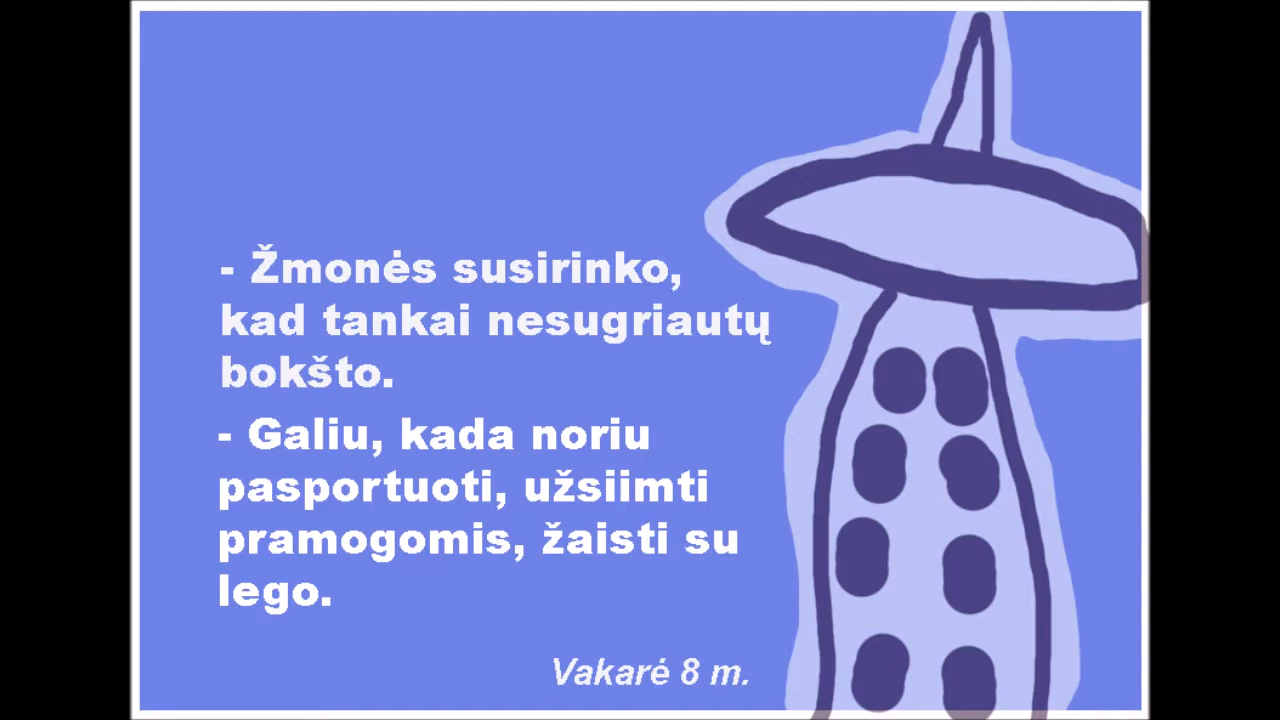 - Žmonės susirinko,
kad tankai nesugriautų
bokšto.
- Galiu, kada noriu
pasportuoti, užsiimti
pramogomis, žaisti su
lego.
Vakarė 8 m.